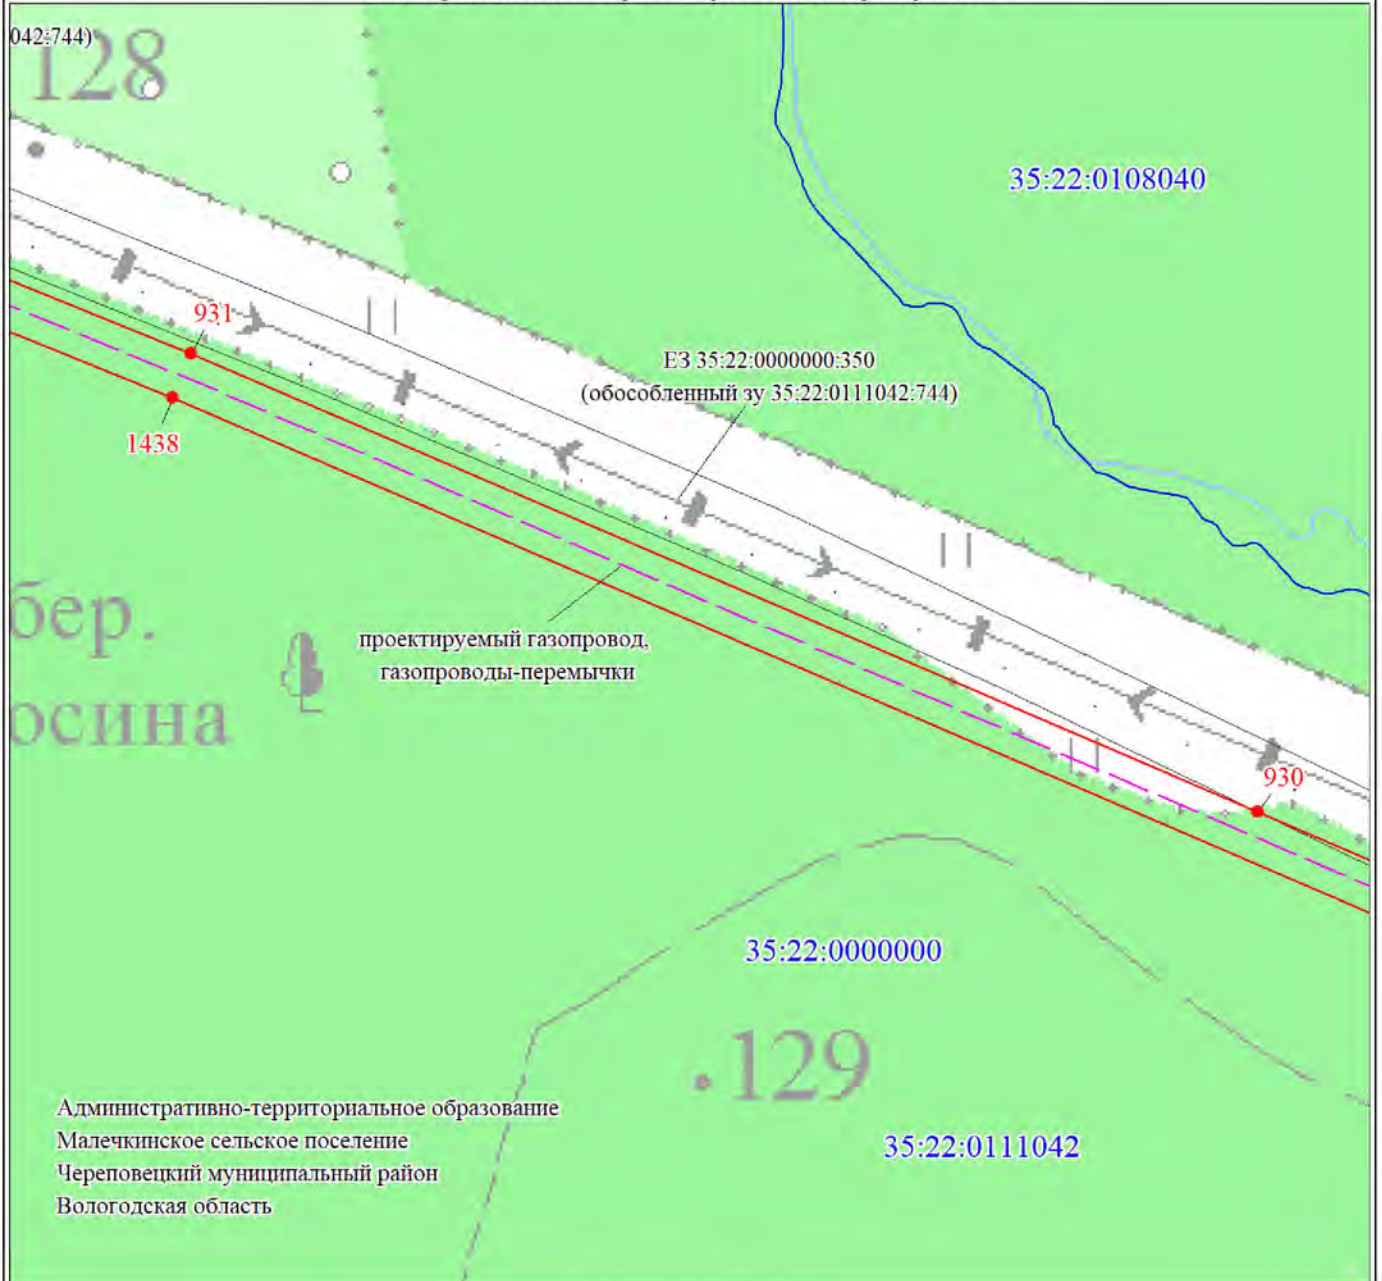 042:744)
128
35:22:0108040
931
ЕЗ 35:22:0000000:350
(обособленный зу 35:22:0111042:744)
1438
бер.
осина
проектируемый газопровод,
газопроводы-перемычки
930
35:22:0000000
129
Административно-территориальное образование
Малечкинское сельское поселение
Череповецкий муниципальный район
Вологодская область
35:22:0111042